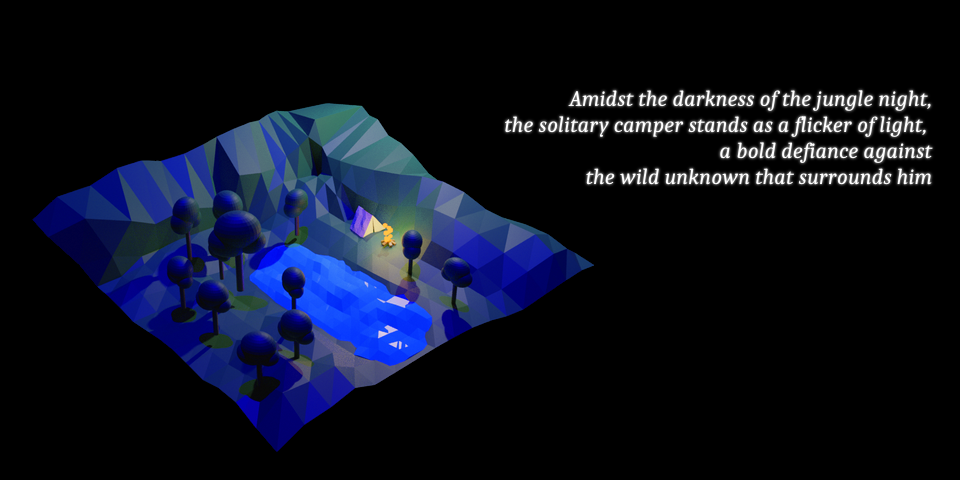 Amidst the darkness of the jungle night,
the solitary camper stands as a flicker of light,
a bold defiance against
the wild unknown that surrounds him